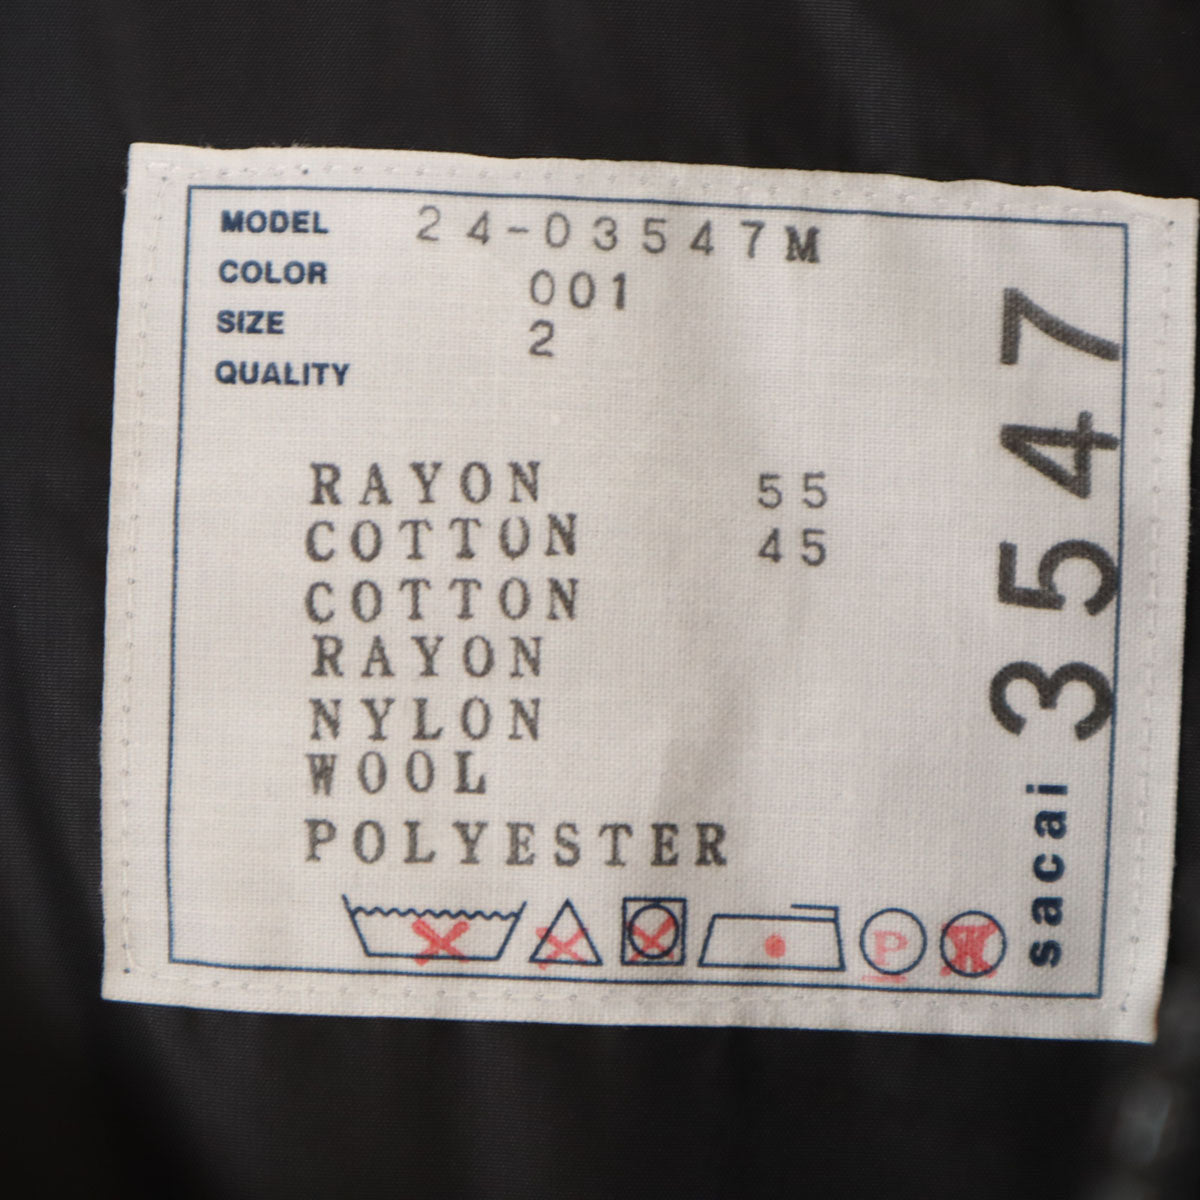 MODEL 24-03547M
COLOR 001
SIZE 2
QUALITY
RAYON 55
COTTON 45
COTTON
RAYON
NYLON
WOOL
POLYESTER
P W
sacai 3547